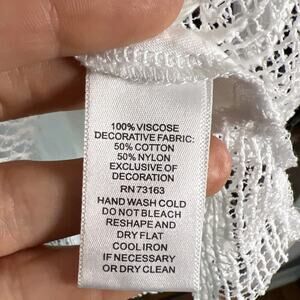 100% VISCOSE
DECORATIVE FABRIC:
50% COTTON
50% NYLON
EXCLUSIVE OF
DECORATION
RN 73163
HAND WASH COLD
DO NOT BLEACH
RESHAPE AND
DRY FLAT
COOL IRON
IF NECESSARY
OR DRY CLEAN